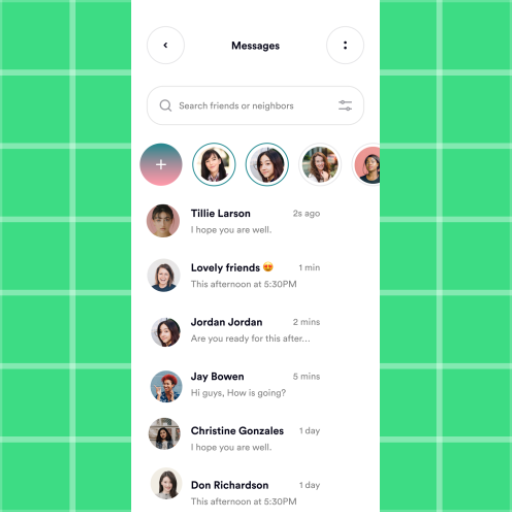 Messages
Search friends or neighbors
Tillie Larson 2s ago
I hope you are well.
Lovely friends 😍 1 min
This afternoon at 5:30PM
Jordan Jordan 2 mins
Are you ready for this after...
Jay Bowen 5 mins
Hi guys, How is going?
Christine Gonzales 1 day
I hope you are well.
Don Richardson 1 day
This afternoon at 5:30PM